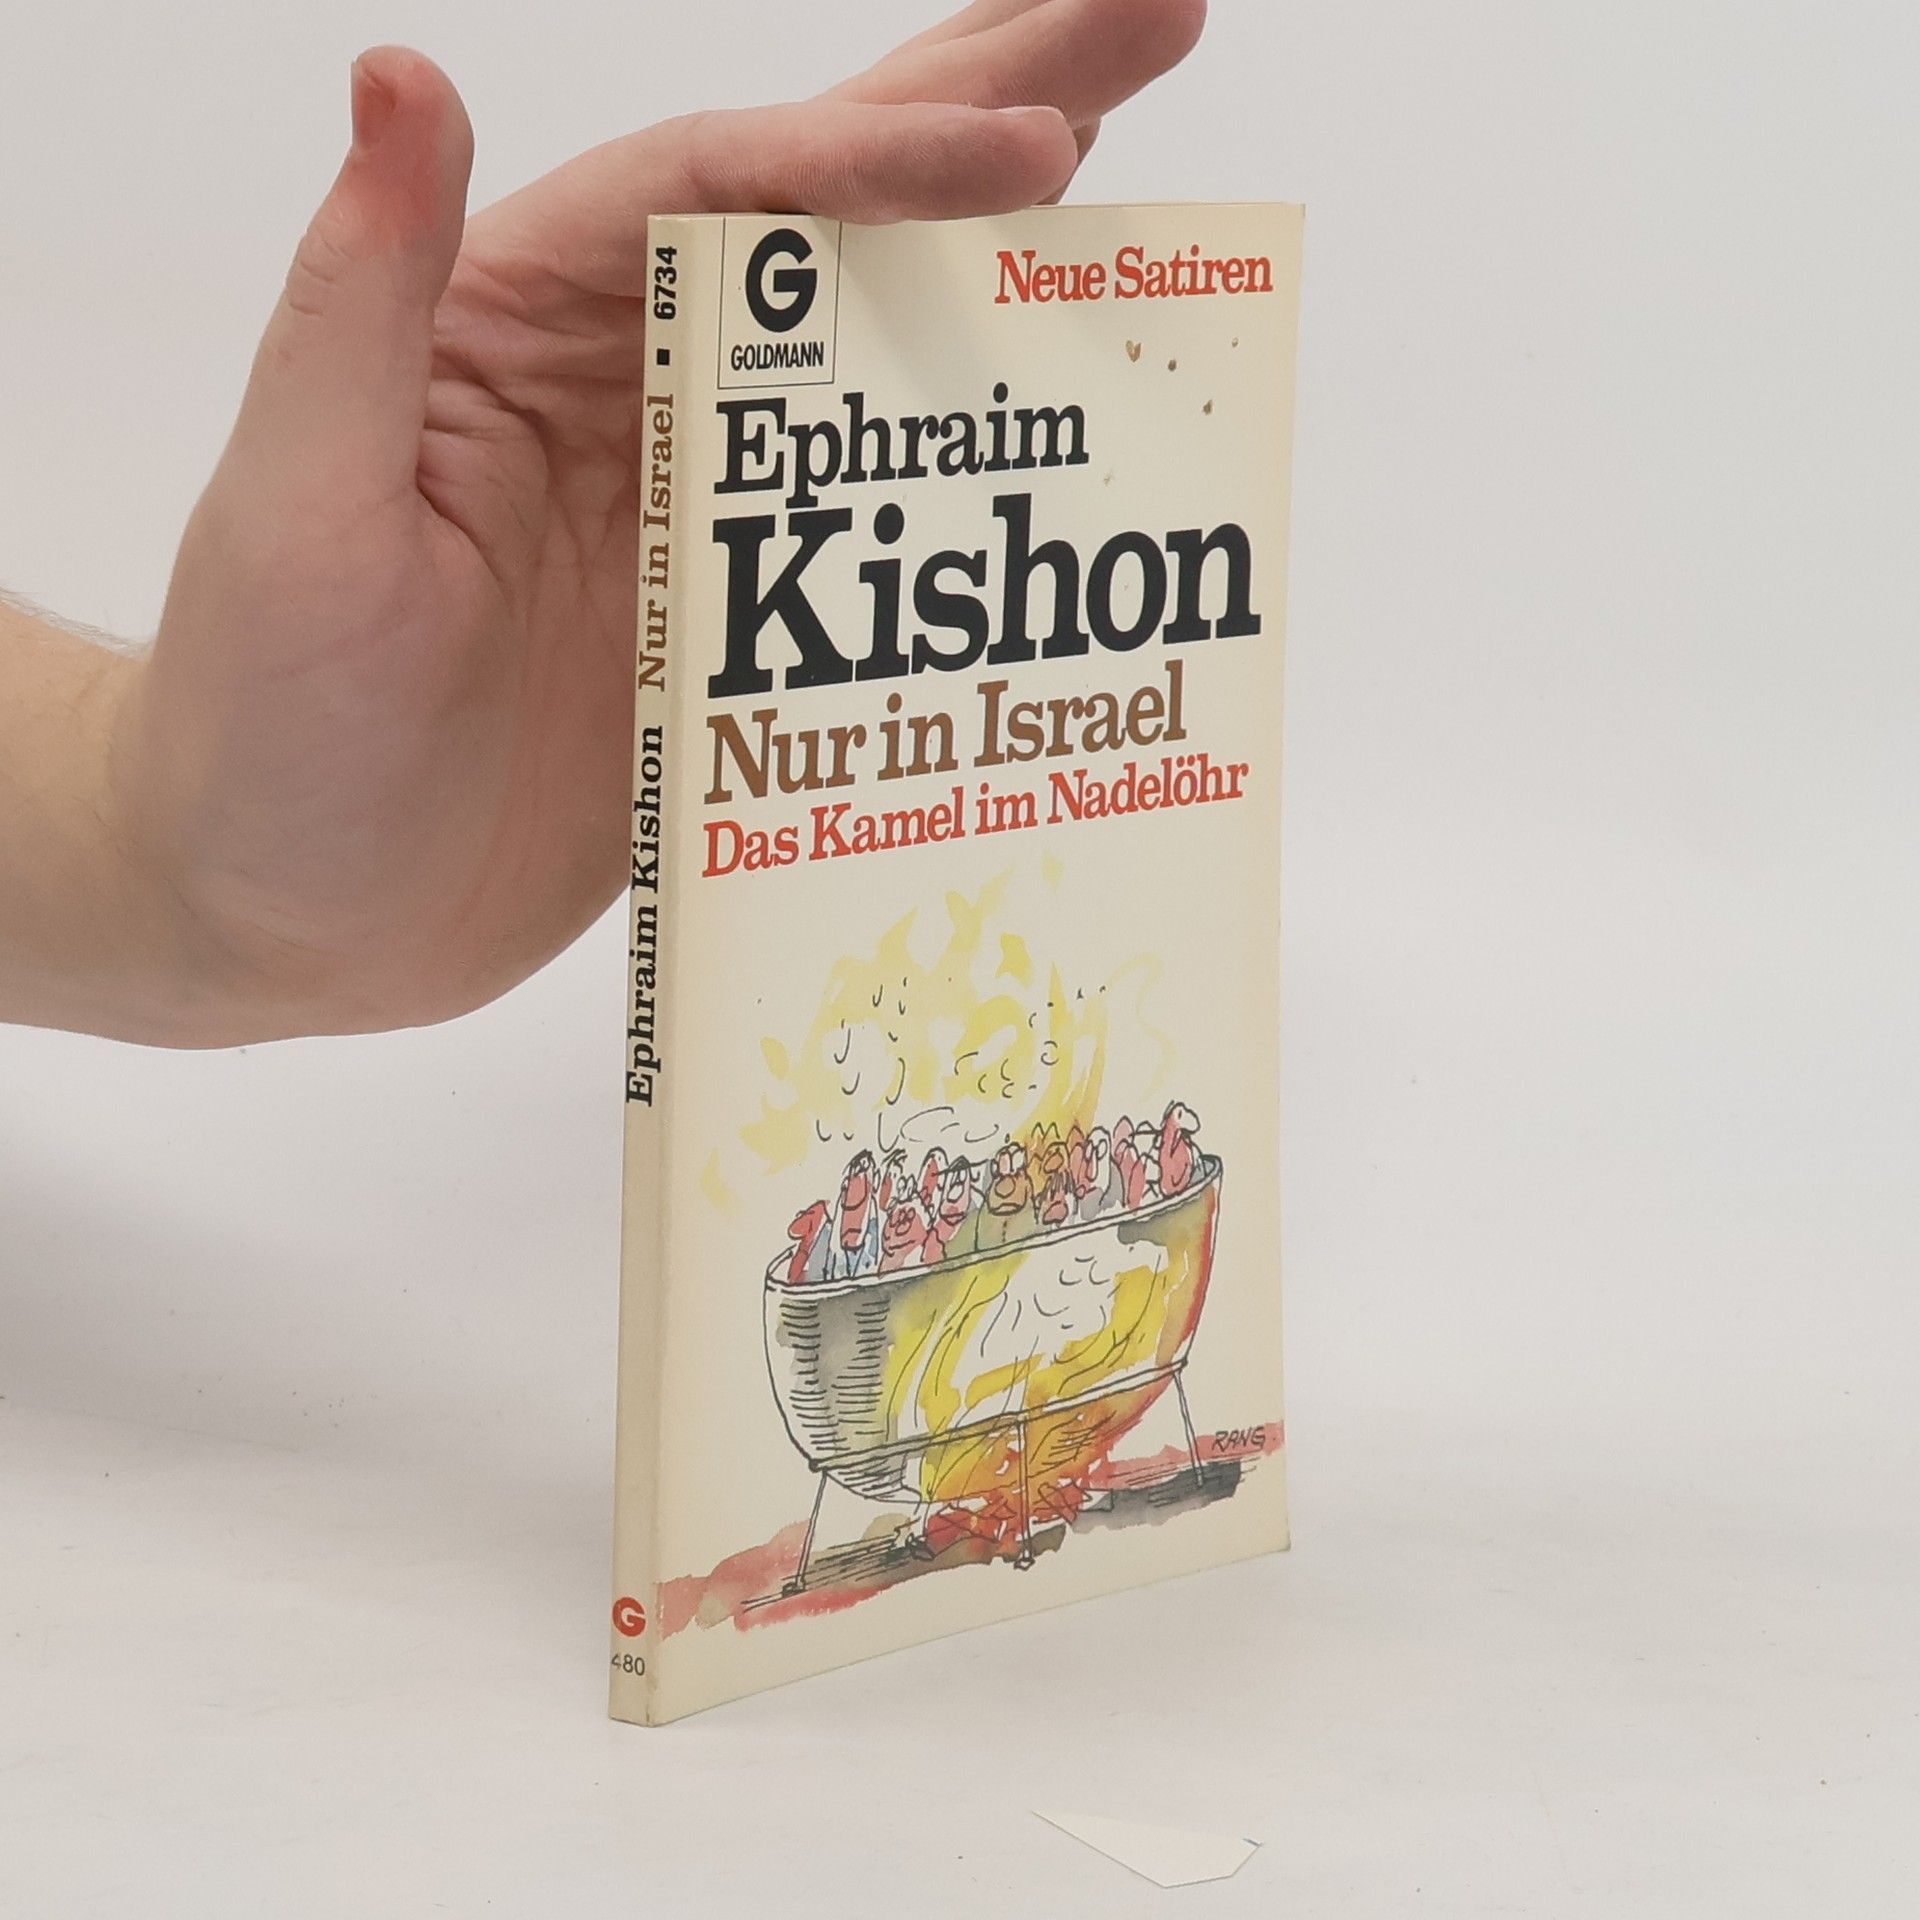 Ephraim Kishon Nur in Israel ■ 6734
G
480
G
GOLDMANN
Neue Satiren
Ephraim
Kishon
Nur in Israel
Das Kamel im Nadelöhr
RANG